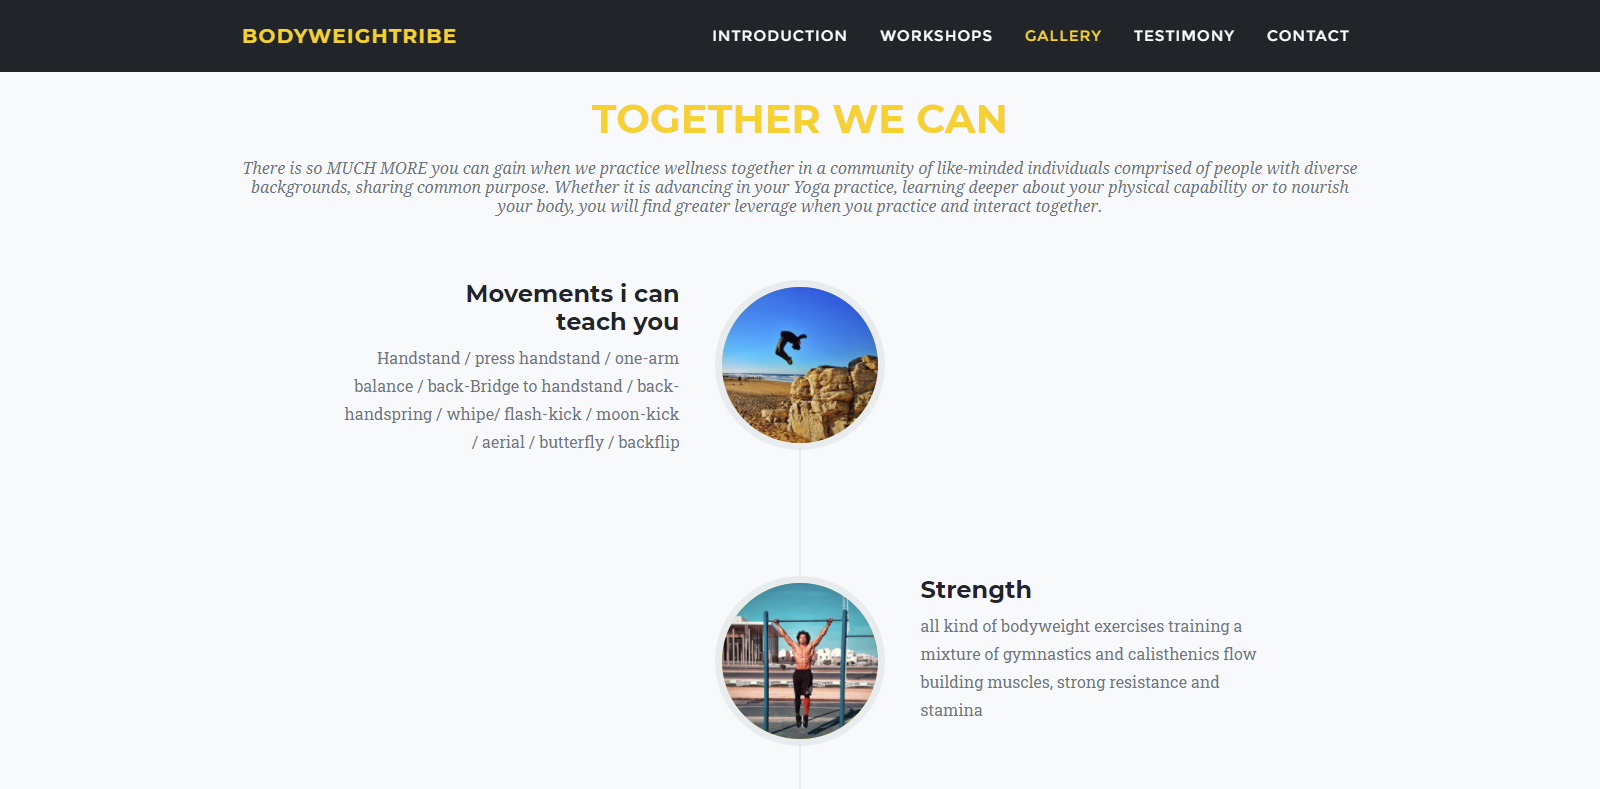 BODYWEIGHTRIBE
INTRODUCTION
WORKSHOPS
GALLERY
TESTIMONY
CONTACT
TOGETHER WE CAN
There is so MUCH MORE you can gain when we practice wellness together in a community of like-minded individuals comprised of people with diverse
backgrounds, sharing common purpose. Whether it is advancing in your Yoga practice, learning deeper about your physical capability or to nourish
your body, you will find greater leverage when you practice and interact together.
Movements i can
teach you
Handstand / press handstand / one-arm
balance / back-Bridge to handstand / back-
handspring / whipe/ flash-kick / moon-kick
/ aerial / butterfly / backflip
Strength
all kind of bodyweight exercises training a
mixture of gymnastics and calisthenics flow
building muscles, strong resistance and
stamina